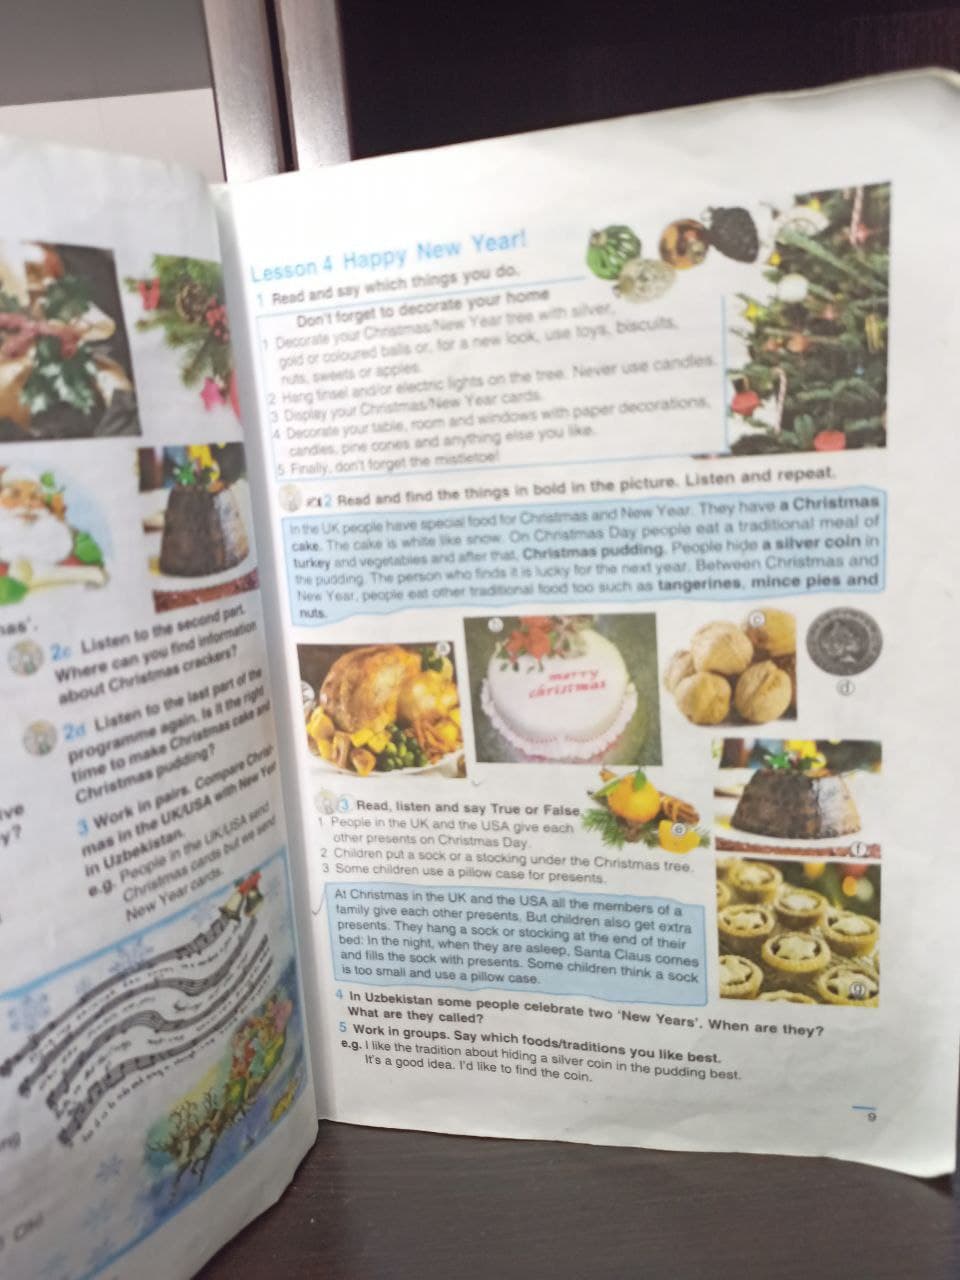 nas'.
2c Listen to the second part.
Where can you find information
about Christmas crackers?
2d Listen to the last part of the
programme again. Is it the right
time to make Christmas cake and
Christmas pudding?
3 Work in pairs. Compare Christ
mas in the UK/USA with New Year
in Uzbekistan.
e.g. People in the UK/USA send
Christmas cards but we send
New Year cards.
ive
y?
Lesson 4 Happy New Year!
1 Read and say which things you do.
Don't forget to decorate your home
1 Decorate your Christmas/New Year tree with silver,
gold or coloured balls or, for a new look, use toys, biscuits,
nuts, sweets or apples.
2 Hang tinsel and/or electric lights on the tree. Never use candles.
3 Display your Christmas/New Year cards.
4 Decorate your table, room and windows with paper decorations,
candles, pine cones and anything else you like.
5 Finally, don't forget the mistletoe!
2 Read and find the things in bold in the picture. Listen and repeat.
In the UK people have special food for Christmas and New Year. They have a Christmas
cake. The cake is white like snow. On Christmas Day people eat a traditional meal of
turkey and vegetables and after that, Christmas pudding. People hide a silver coin in
the pudding. The person who finds it is lucky for the next year. Between Christmas and
New Year, people eat other traditional food too such as tangerines, mince pies and
nuts.
a
b
merry
christmas
c
d
3 Read, listen and say True or False.
1 People in the UK and the USA give each
other presents on Christmas Day.
2 Children put a sock or a stocking under the Christmas tree.
3 Some children use a pillow case for presents.
e
f
At Christmas in the UK and the USA all the members of a
family give each other presents. But children also get extra
presents. They hang a sock or stocking at the end of their
bed: In the night, when they are asleep, Santa Claus comes
and fills the sock with presents. Some children think a sock
is too small and use a pillow case.
g
4 In Uzbekistan some people celebrate two 'New Years'. When are they?
What are they called?
5 Work in groups. Say which foods/traditions you like best.
e.g. I like the tradition about hiding a silver coin in the pudding best.
It's a good idea. I'd like to find the coin.
9